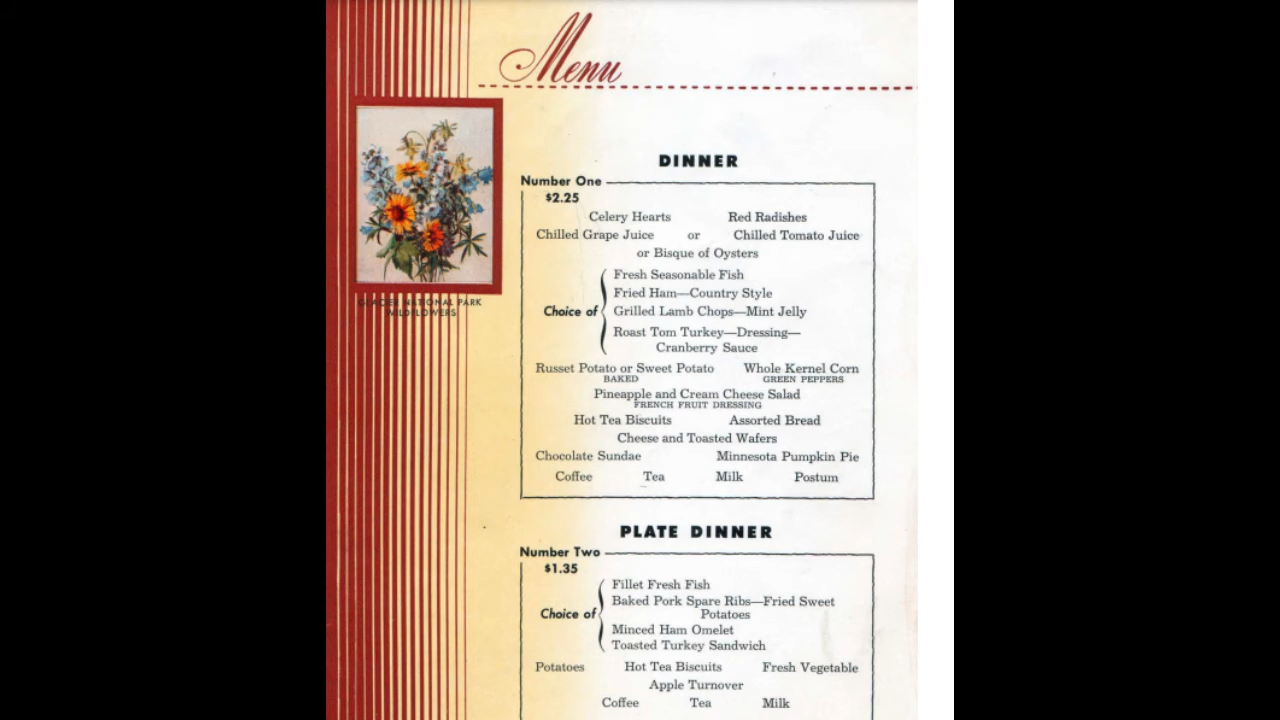 Menu
GLACIER NATIONAL PARK
WILDFLOWERS
DINNER
Number One
$2.25
Celery Hearts Red Radishes
Chilled Grape Juice or Chilled Tomato Juice
or Bisque of Oysters
Choice of
Fresh Seasonable Fish
Fried Ham—Country Style
Grilled Lamb Chops—Mint Jelly
Roast Tom Turkey—Dressing—
Cranberry Sauce
Russet Potato or Sweet Potato Whole Kernel Corn
BAKED GREEN PEPPERS
Pineapple and Cream Cheese Salad
FRENCH FRUIT DRESSING
Hot Tea Biscuits Assorted Bread
Cheese and Toasted Wafers
Chocolate Sundae Minnesota Pumpkin Pie
Coffee Tea Milk Postum
PLATE DINNER
Number Two
$1.35
Choice of
Fillet Fresh Fish
Baked Pork Spare Ribs—Fried Sweet
Potatoes
Minced Ham Omelet
Toasted Turkey Sandwich
Potatoes Hot Tea Biscuits Fresh Vegetable
Apple Turnover
Coffee Tea Milk